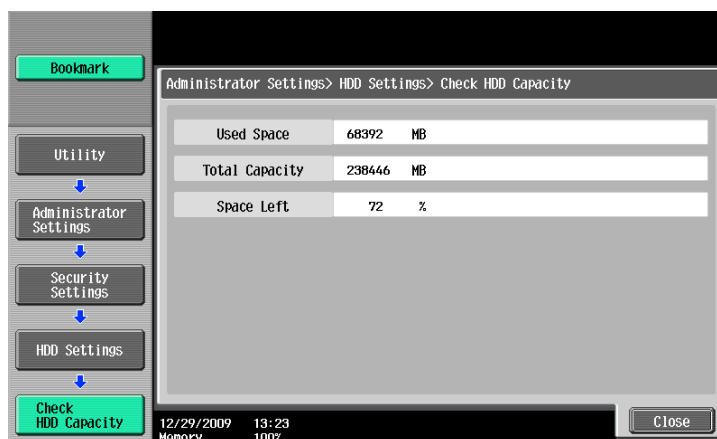 Bookmark
Utility
Administrator
Settings
Security
Settings
HDD Settings
Check
HDD Capacity
Administrator Settings> HDD Settings> Check HDD Capacity
Used Space 68392 MB
Total Capacity 238446 MB
Space Left 72 %
12/29/2009 13:23
Memory 100%
Close